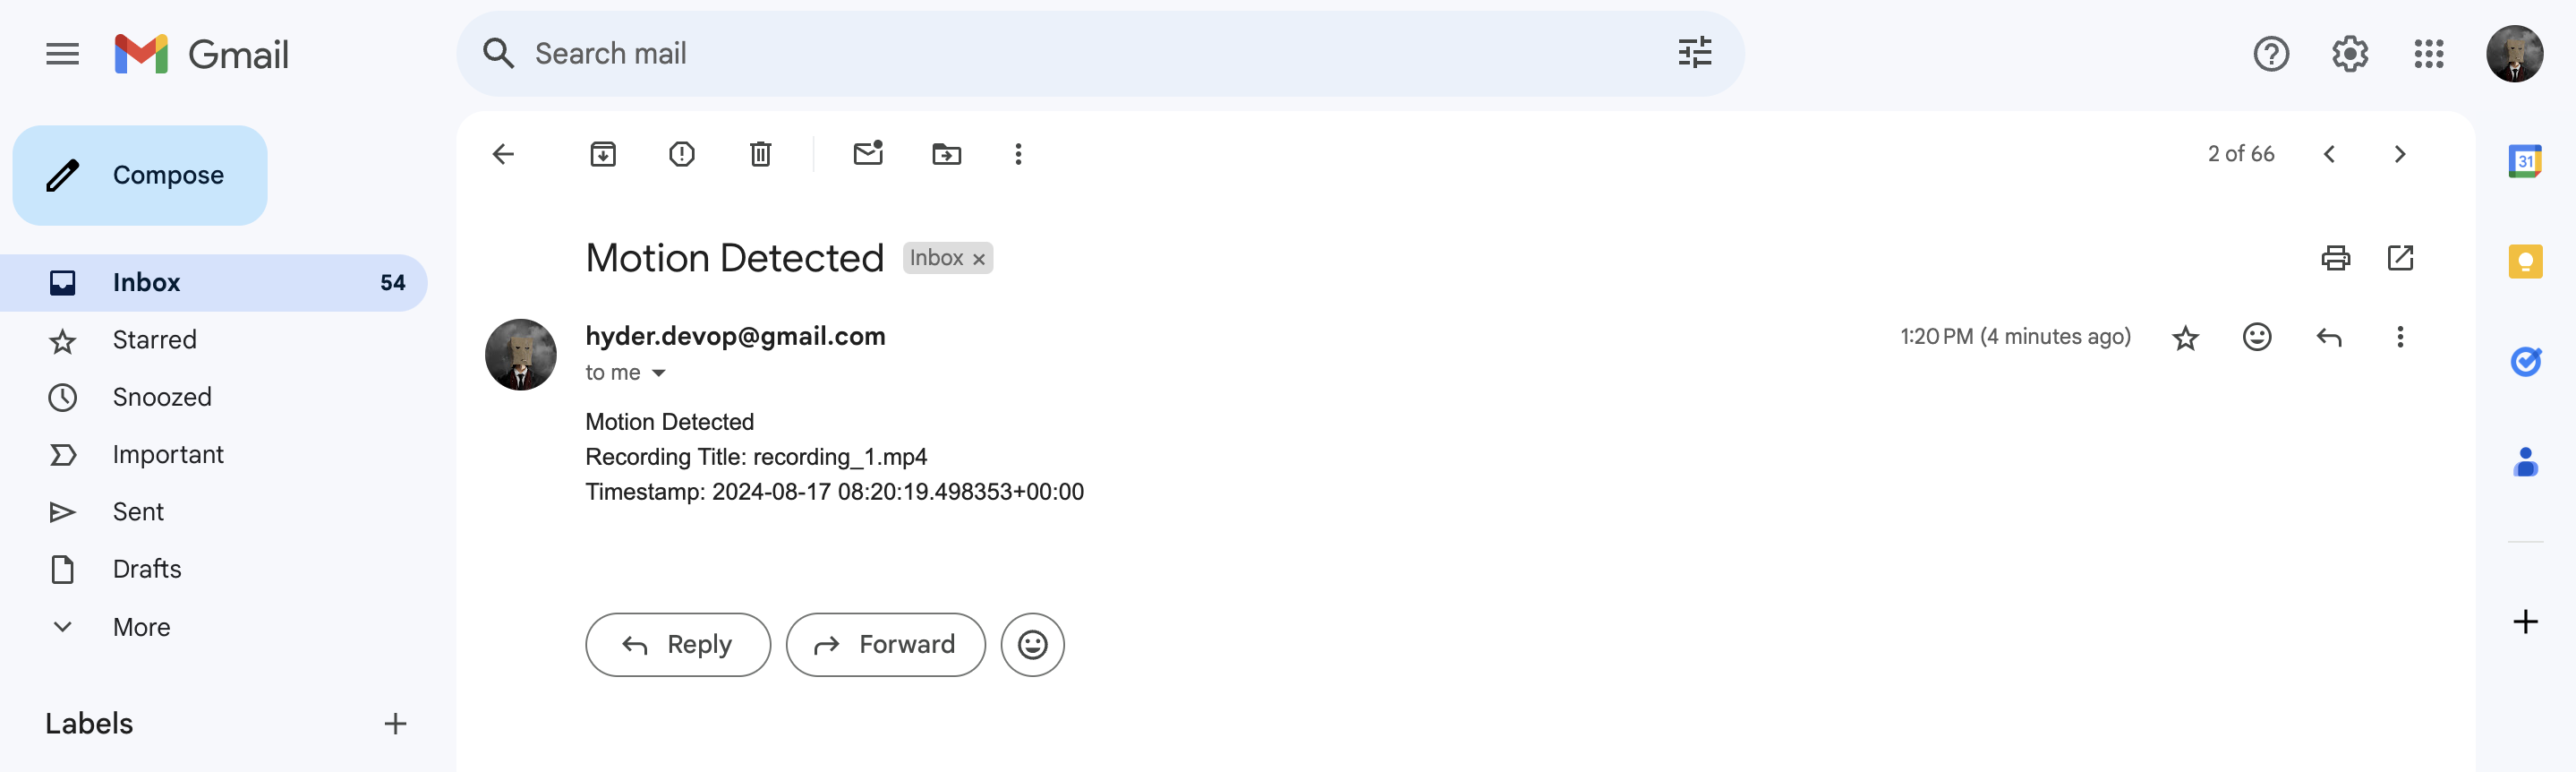 Gmail
Search mail
Compose
2 of 66
31
Motion Detected
Inbox ×
Inbox 54
hyder.devop@gmail.com
1:20 PM (4 minutes ago)
Starred
to me
Snoozed
Motion Detected
Recording Title: recording_1.mp4
Timestamp: 2024-08-17 08:20:19.498353+00:00
Important
Sent
Drafts
More
Reply
Forward
Labels